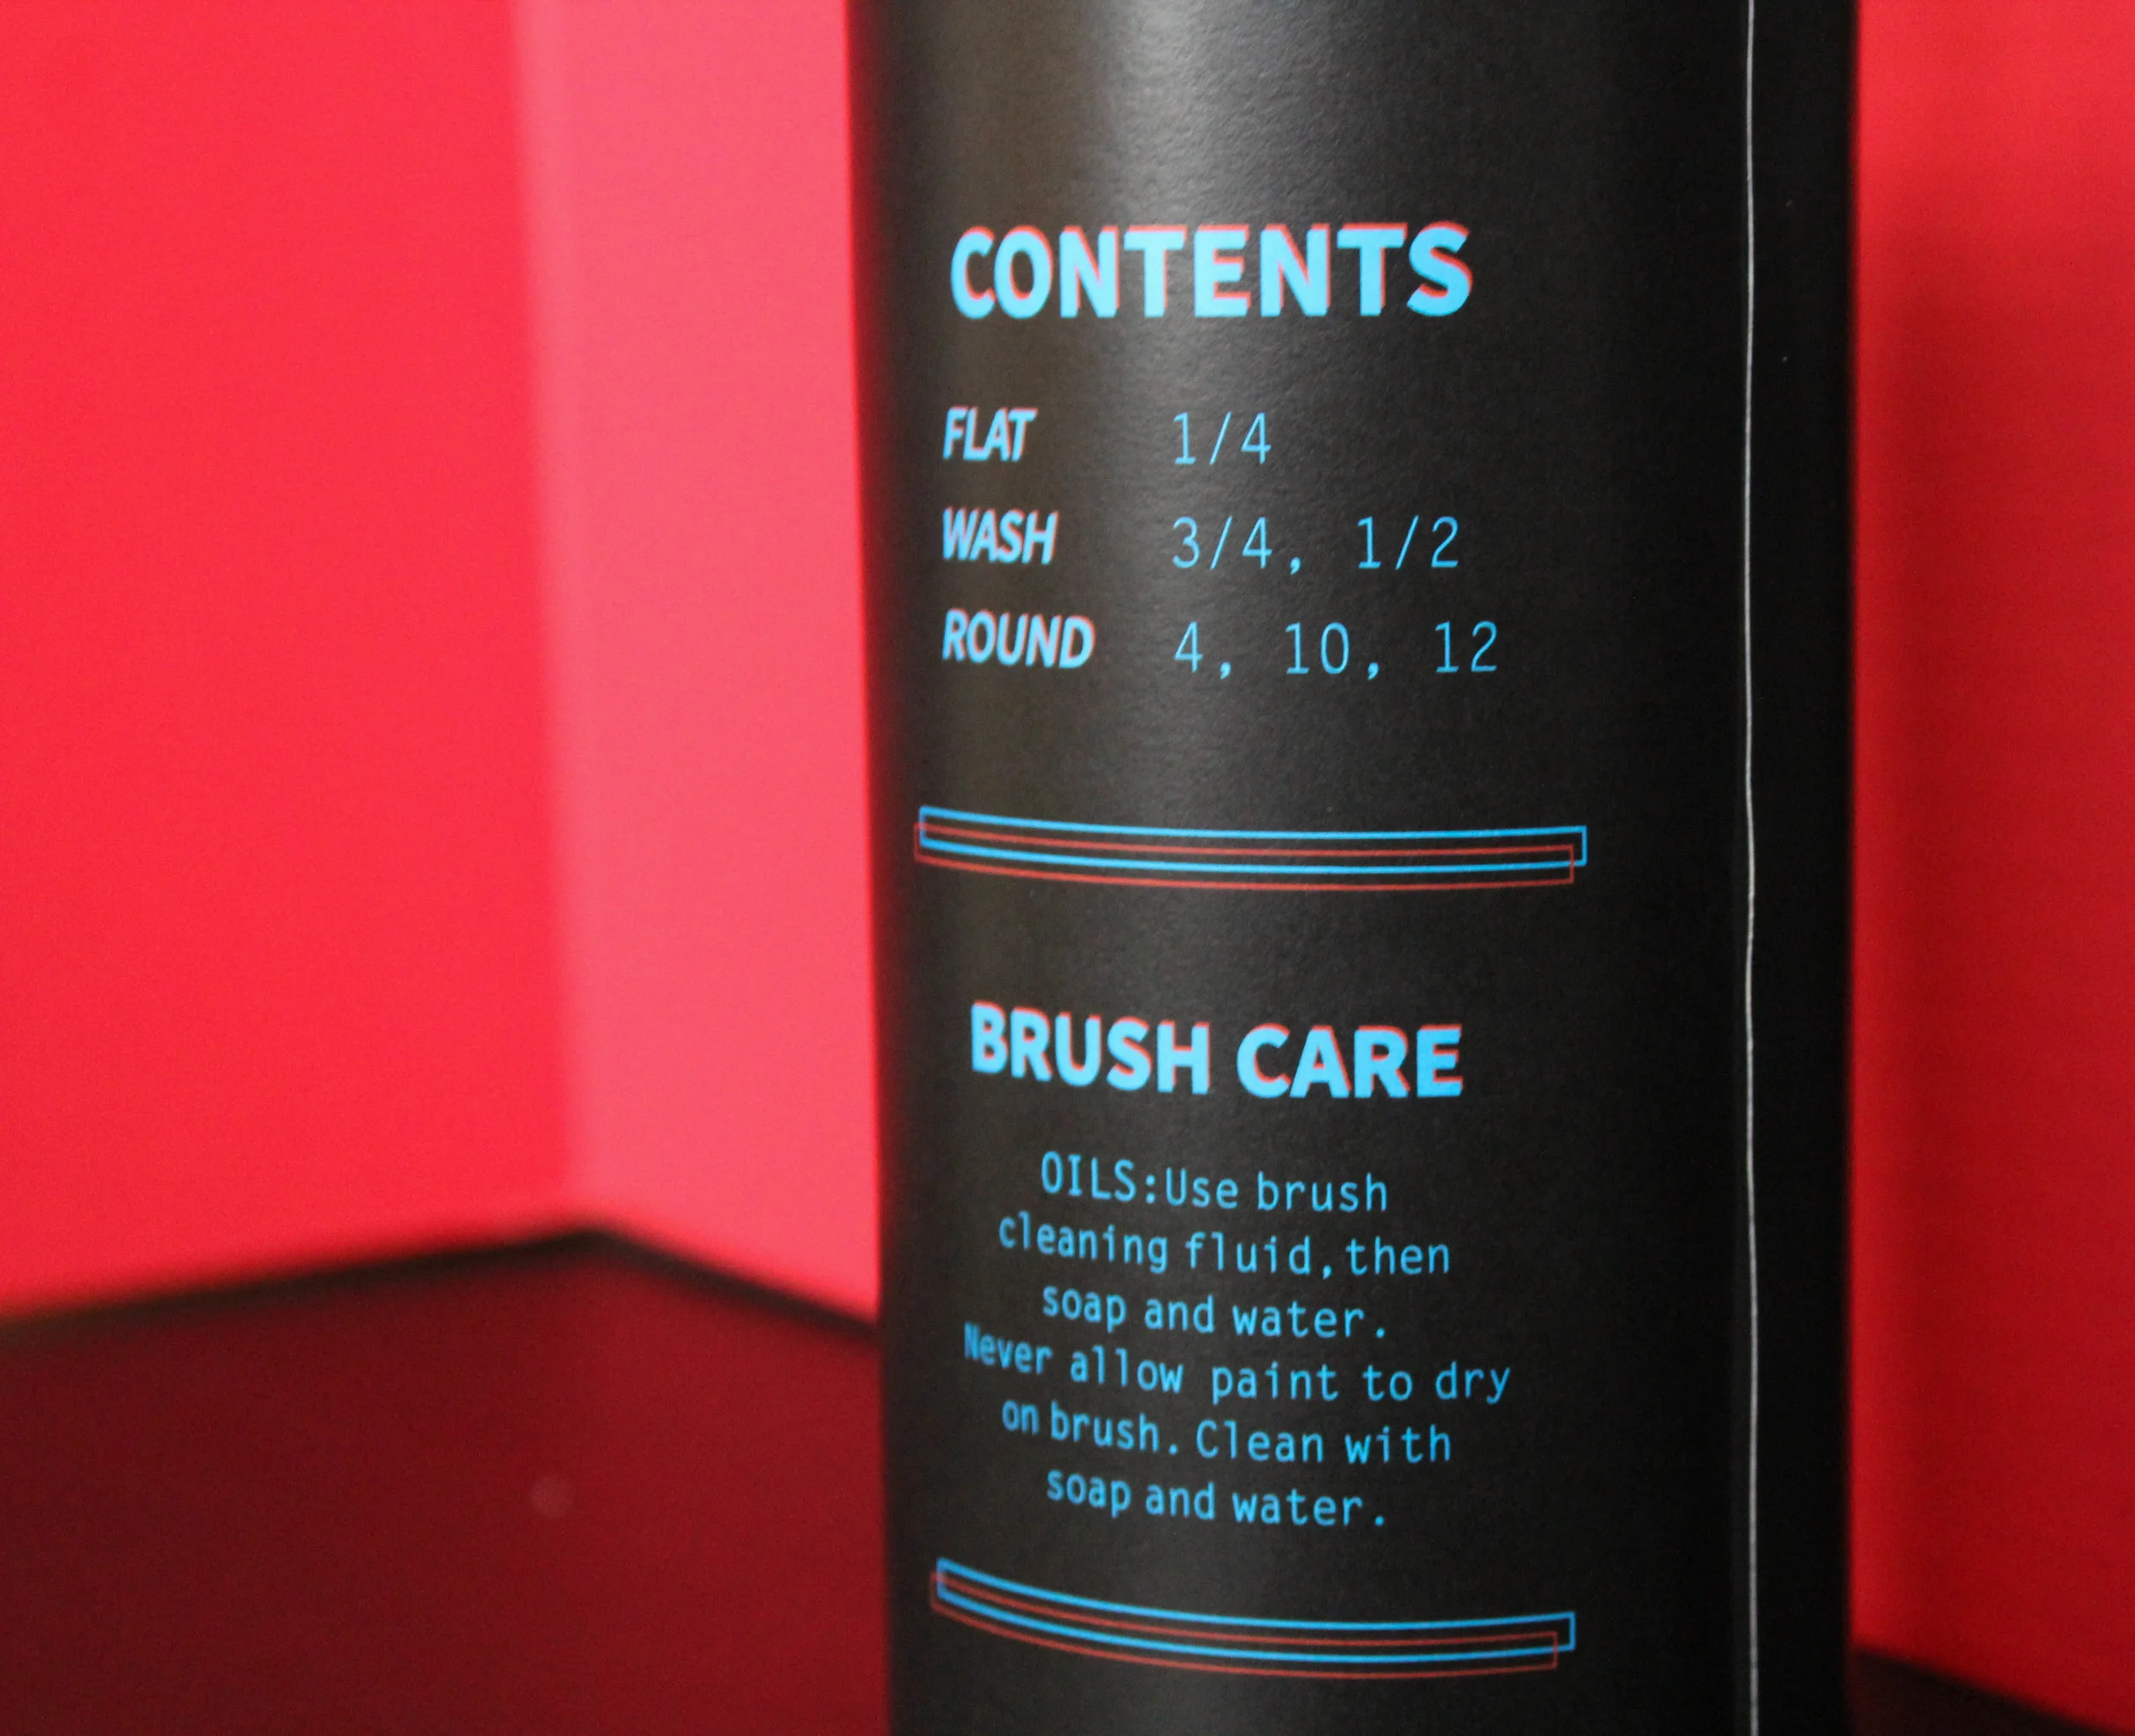 CONTENTS
FLAT 1/4
WASH 3/4, 1/2
ROUND 4, 10, 12
BRUSH CARE
OILS:Use brush
cleaning fluid, then
soap and water.
Never allow paint to dry
on brush. Clean with
soap and water.